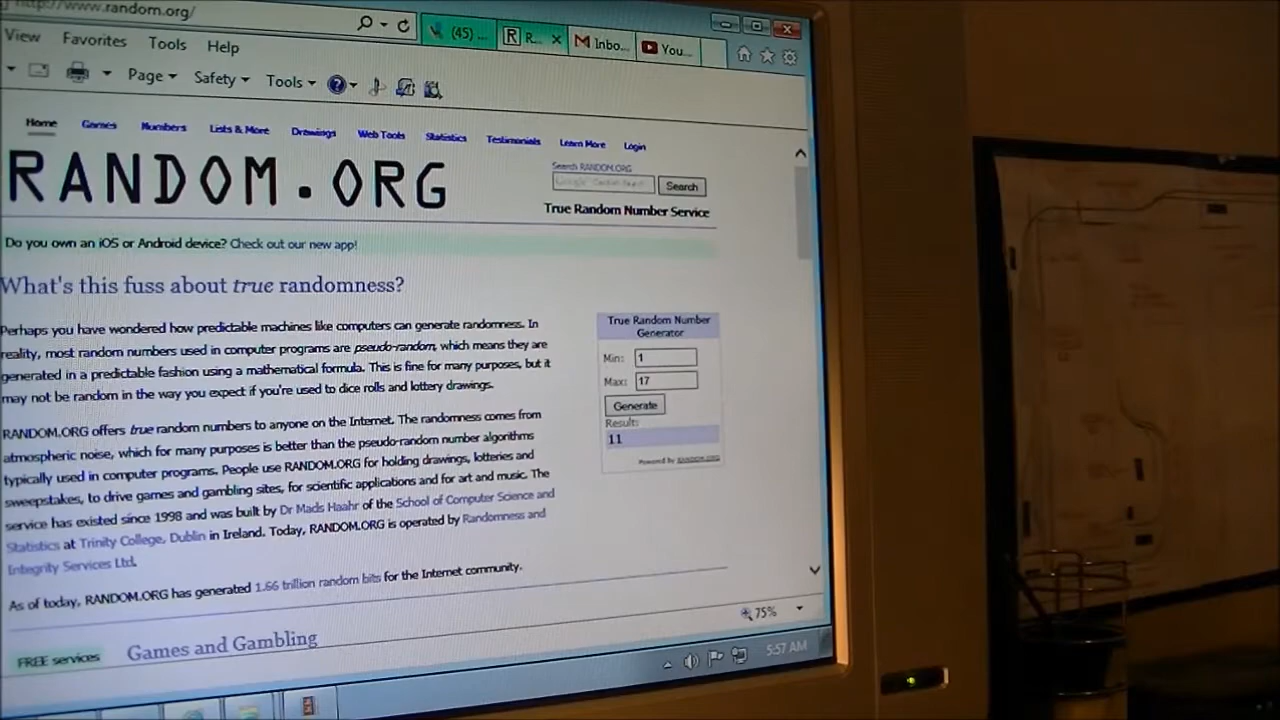 http://www.random.org/
(45) ...
R...
Inbo...
You...
View Favorites Tools Help
Page Safety Tools
Home Games Numbers Lists & More Drawings Web Tools Statistics Testimonials Learn More Login
RANDOM.ORG
Search RANDOM.ORG
Search
True Random Number Service
Do you own an iOS or Android device? Check out our new app!
What's this fuss about true randomness?
Perhaps you have wondered how predictable machines like computers can generate randomness. In
reality, most random numbers used in computer programs are pseudo-random, which means they are
generated in a predictable fashion using a mathematical formula. This is fine for many purposes, but it
may not be random in the way you expect if you're used to dice rolls and lottery drawings.
RANDOM.ORG offers true random numbers to anyone on the Internet. The randomness comes from
atmospheric noise, which for many purposes is better than the pseudo-random number algorithms
typically used in computer programs. People use RANDOM.ORG for holding drawings, lotteries and
sweepstakes, to drive games and gambling sites, for scientific applications and for art and music. The
service has existed since 1998 and was built by Dr Mads Haahr of the School of Computer Science and
Statistics at Trinity College, Dublin in Ireland. Today, RANDOM.ORG is operated by Randomness and
Integrity Services Ltd.
As of today, RANDOM.ORG has generated 1.66 trillion random bits for the Internet community.
True Random Number
Generator
Min: 1
Max: 17
Generate
Result:
11
Powered by RANDOM.ORG
FREE services
Games and Gambling
75%
5:57 AM